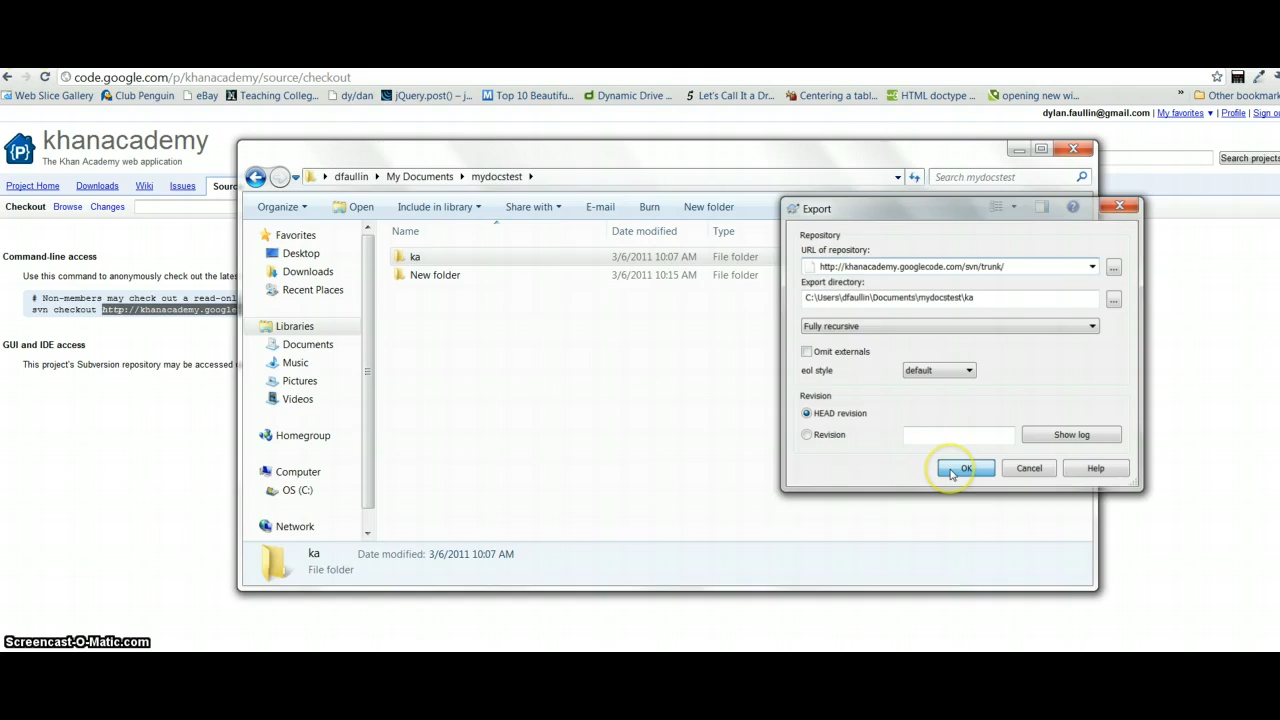 code.google.com/p/khanacademy/source/checkout
Web Slice Gallery Club Penguin eBay Teaching Colleg... dy/dan jQuery.post() – j... Top 10 Beautifu... Dynamic Drive ... Let's Call It a Dr... Centering a tabl... HTML doctype ... opening new wi... » Other bookmark
dylan.faullin@gmail.com | My favorites ▼ | Profile | Sign o
khanacademy
The Khan Academy web application
Search projects
Project Home Downloads Wiki Issues Sourc
Checkout Browse Changes
Command-line access
Use this command to anonymously check out the lates
# Non-members may check out a read-onl
svn checkout http://khanacademy.google
GUI and IDE access
This project's Subversion repository may be accessed u
dfaullin My Documents mydocstest
Search mydocstest
Organize Open Include in library Share with E-mail Burn New folder
Favorites
Desktop
Downloads
Recent Places
Libraries
Documents
Music
Pictures
Videos
Homegroup
Computer
OS (C:)
Network
Name Date modified Type
ka 3/6/2011 10:07 AM File folder
New folder 3/6/2011 10:15 AM File folder
ka Date modified: 3/6/2011 10:07 AM
File folder
Export
Repository
URL of repository:
http://khanacademy.googlecode.com/svn/trunk/
...
Export directory:
C:\Users\dfaullin\Documents\mydocstest\ka
...
Fully recursive
Omit externals
eol style default
Revision
HEAD revision
Revision Show log
OK Cancel Help
Screencast-O-Matic.com